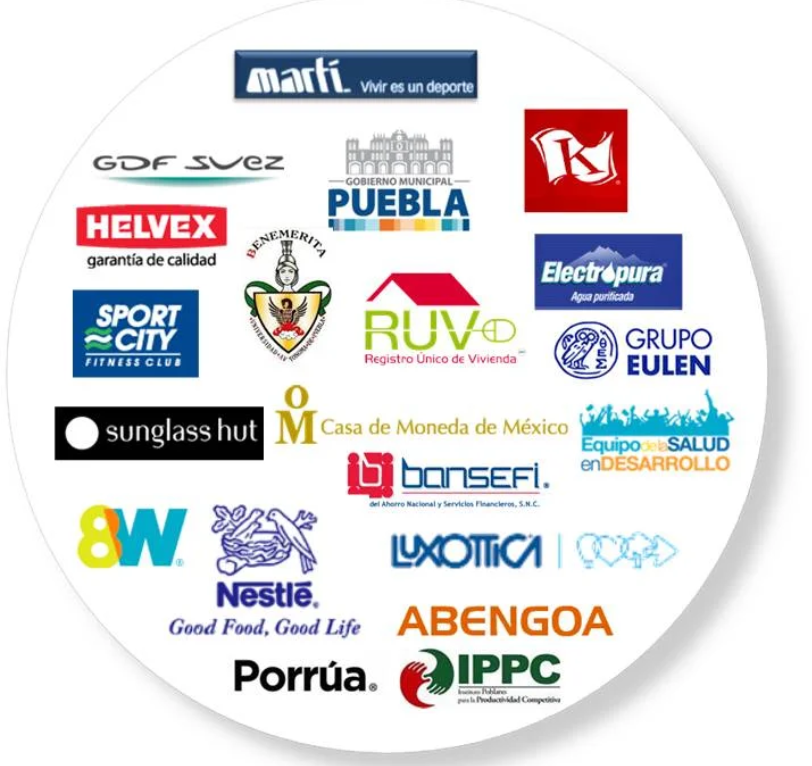 martí. Vivir es un deporte
GDF SUEZ
GOBIERNO MUNICIPAL
PUEBLA
K
HELVEX
garantía de calidad
BENEMERITA
Electropura
Agua purificada
SPORT
CITY
FITNESS CLUB
RUV
Registro Único de Vivienda
GRUPO
EULEN
sunglass hut
OM
Casa de Moneda de México
Equipo de la SALUD
en DESARROLLO
bansefi.
del Ahorro Nacional y Servicios Financieros, S.N.C.
8W®
LUXOTTICA
Nestlé®
Good Food, Good Life
ABENGOA
Porrúa®
IPPC
Instituto Poblano
para la Productividad Competitiva